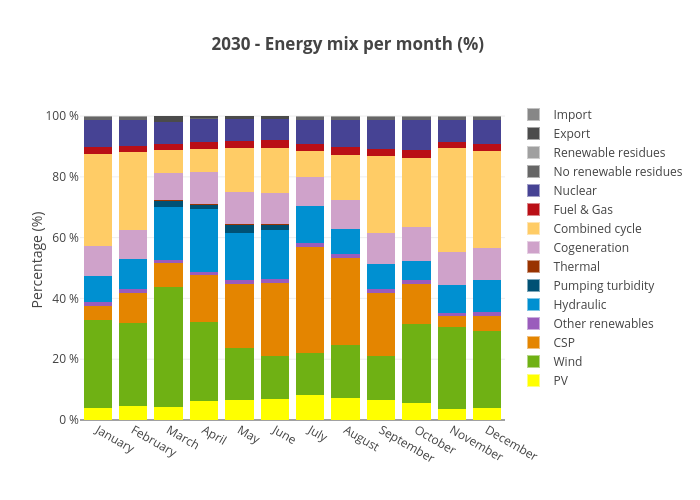 2030 - Energy mix per month (%)
100 %
80 %
60 %
40 %
20 %
0 %
Percentage (%)
January
February
March
April
May
June
July
August
September
October
November
December
Import
Export
Renewable residues
No renewable residues
Nuclear
Fuel & Gas
Combined cycle
Cogeneration
Thermal
Pumping turbidity
Hydraulic
Other renewables
CSP
Wind
PV